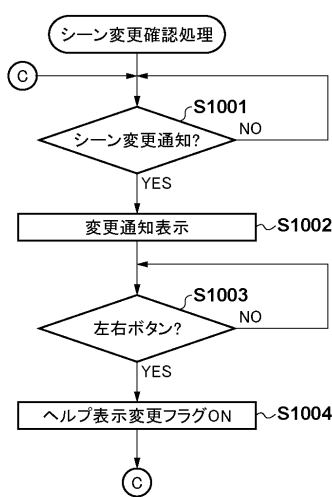 シーン変更確認処理
C
S1001
シーン変更通知?
NO
YES
変更通知表示
S1002
S1003
左右ボタン?
NO
YES
ヘルプ表示変更フラグON
S1004
C